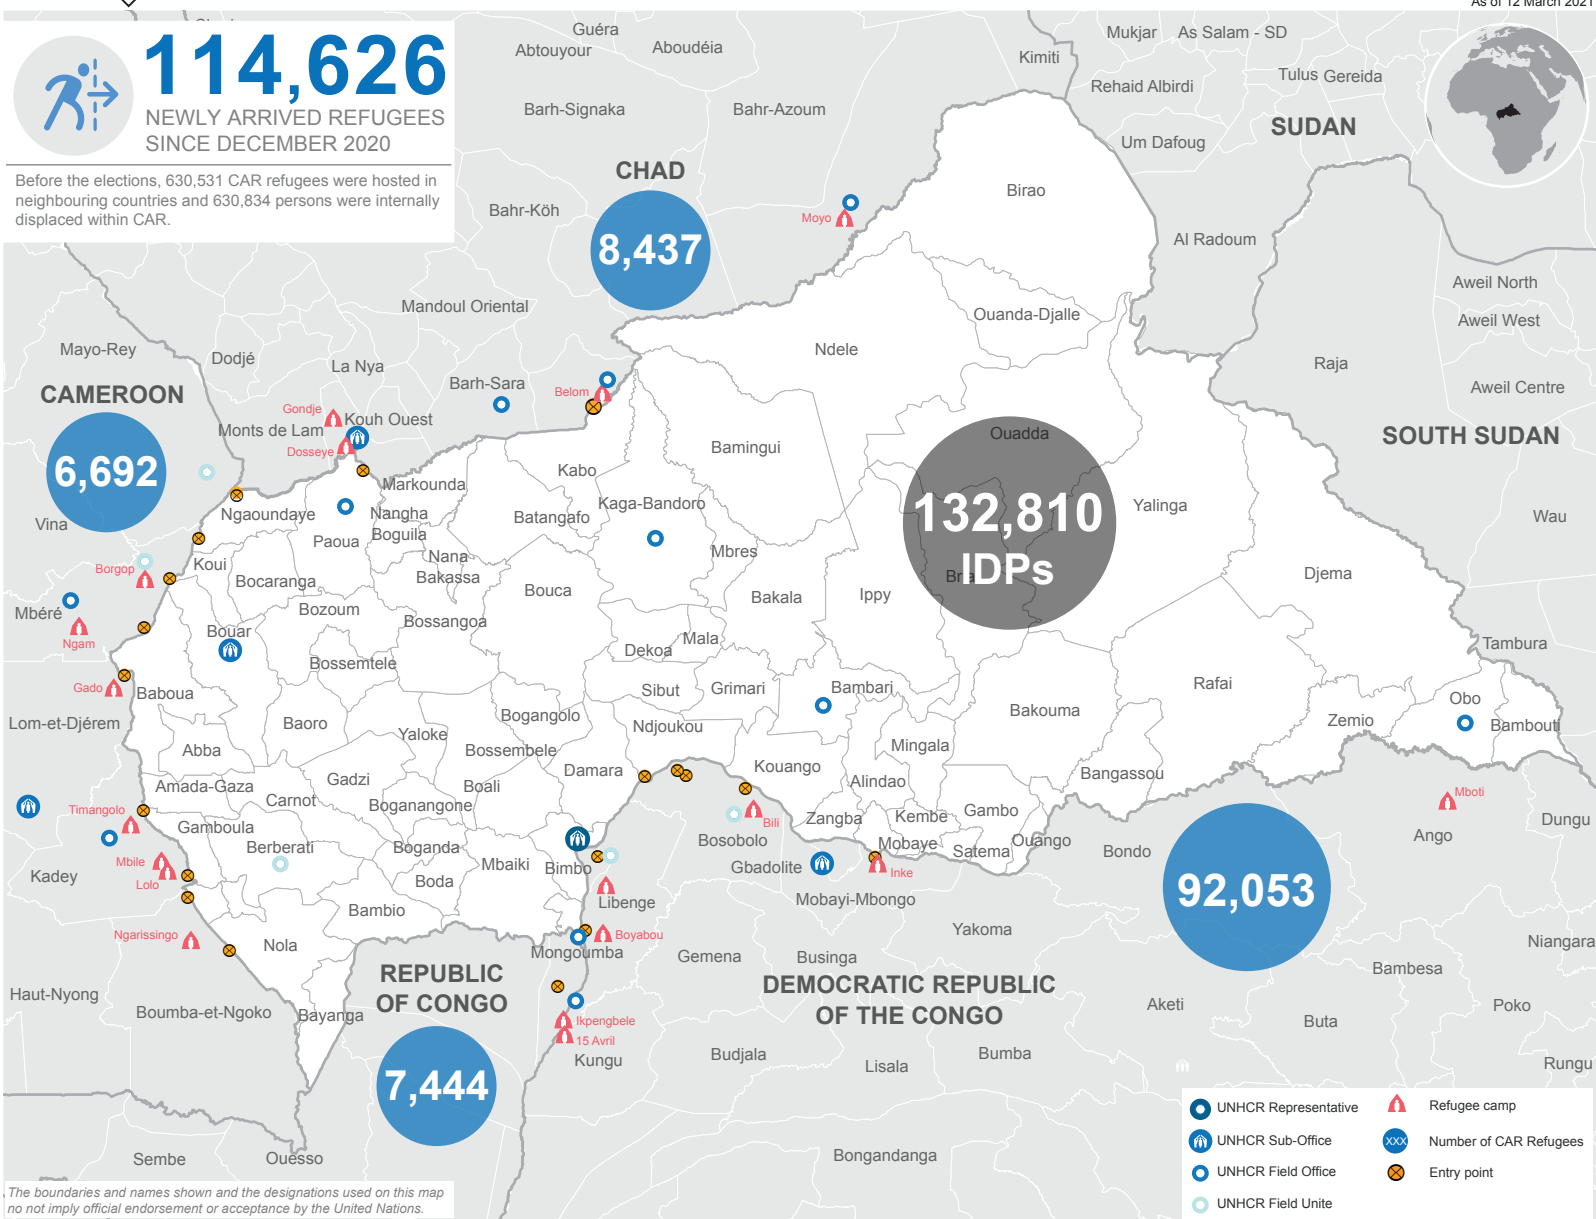 As of 12 March 2021
114,626
NEWLY ARRIVED REFUGEES
SINCE DECEMBER 2020
Before the elections, 630,531 CAR refugees were hosted in
neighbouring countries and 630,834 persons were internally
displaced within CAR.
Guéra
Abtouyour
Aboudéia
Kimiti
Mukjar
As Salam - SD
Rehaid Albirdi
Tulus
Gereida
Barh-Signaka
Bahr-Azoum
SUDAN
Um Dafoug
CHAD
8,437
Birao
Bahr-Köh
Moyo
Al Radoum
Aweil North
Mandoul Oriental
Ouanda-Djalle
Aweil West
Mayo-Rey
Dodjé
La Nya
Ndele
Raja
Barh-Sara
Belom
Aweil Centre
CAMEROON
6,692
Gondje
Kouh Ouest
Monts de Lam
Dosseye
Ouadda
SOUTH SUDAN
Bamingui
Kabo
Markounda
Kaga-Bandoro
132,810
IDPs
Yalinga
Vina
Ngaoundaye
Nangha
Boguila
Batangafo
Wau
Paoua
Mbres
Borgop
Koui
Nana
Bakassa
Bocaranga
Bria
Djema
Bouca
Bakala
Ippy
Mbéré
Bozoum
Bossangoa
Ngam
Bouar
Mala
Dekoa
Tambura
Bossemtele
Gado
Baboua
Sibut
Grimari
Bambari
Rafai
Obo
Lom-et-Djérem
Baoro
Bogangolo
Ndjoukou
Bakouma
Zemio
Bambouti
Abba
Yaloke
Bossembele
Mingala
Amada-Gaza
Gadzi
Boali
Damara
Kouango
Alindao
Bangassou
Carnot
Boganangone
Timangolo
Mboti
Bili
Zangba
Kembe
Gambo
Gamboula
Dungu
Berberati
Boganda
Mbaiki
Bimbo
Bosobolo
Mobaye
Satema
Ouango
Ango
Mbile
Gbadolite
Bondo
Kadey
Lolo
Boda
Inke
92,053
Libenge
Mobayi-Mbongo
Bambio
Ngarissingo
Boyabou
Yakoma
Nola
Mongoumba
Gemena
Businga
Niangara
REPUBLIC
OF CONGO
7,444
DEMOCRATIC REPUBLIC
OF THE CONGO
Bambesa
Haut-Nyong
Boumba-et-Ngoko
Bayanga
Ikpengbele
15 Avril
Kungu
Aketi
Buta
Poko
Budjala
Lisala
Bumba
Rungu
Sembe
Ouesso
Bongandanga
UNHCR Representative
UNHCR Sub-Office
UNHCR Field Office
UNHCR Field Unite
Refugee camp
XXX
Number of CAR Refugees
Entry point
The boundaries and names shown and the designations used on this map
no not imply official endorsement or acceptance by the United Nations.